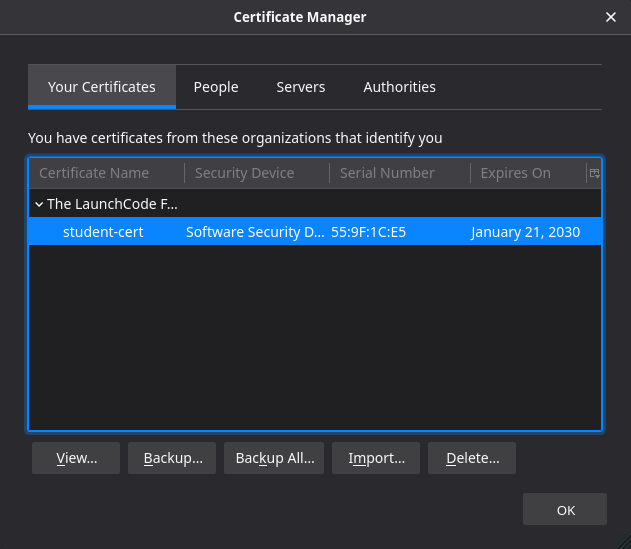 Certificate Manager
Your Certificates People Servers Authorities
You have certificates from these organizations that identify you
Certificate Name Security Device Serial Number Expires On
The LaunchCode F...
student-cert Software Security D... 55:9F:1C:E5 January 21, 2030
View... Backup... Backup All... Import... Delete...
OK